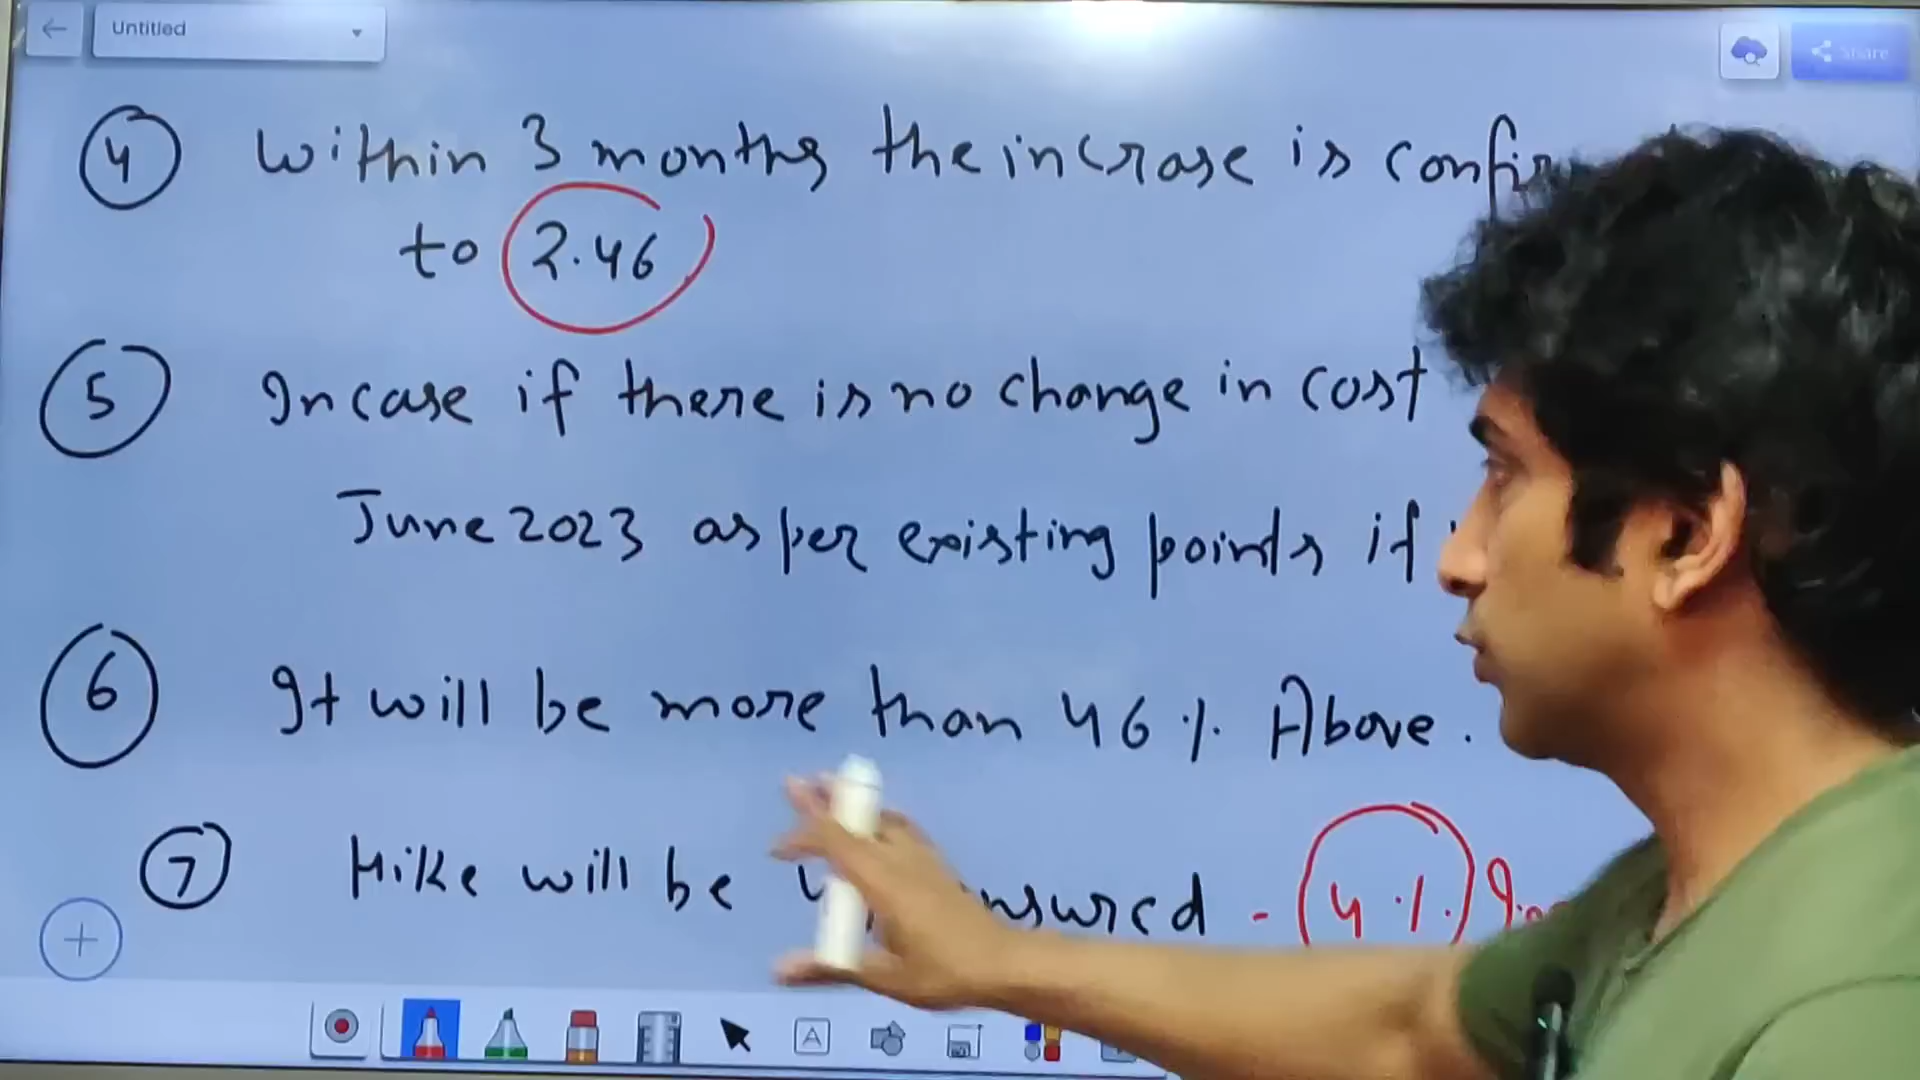 Untitled
Share
4 Within 3 months the incrase is
to 2.46
5 Incase if there is no change in cost
June 2023 as per existing points if
6 It will be more than 46%. Above.
7 Hike will be - 4%.